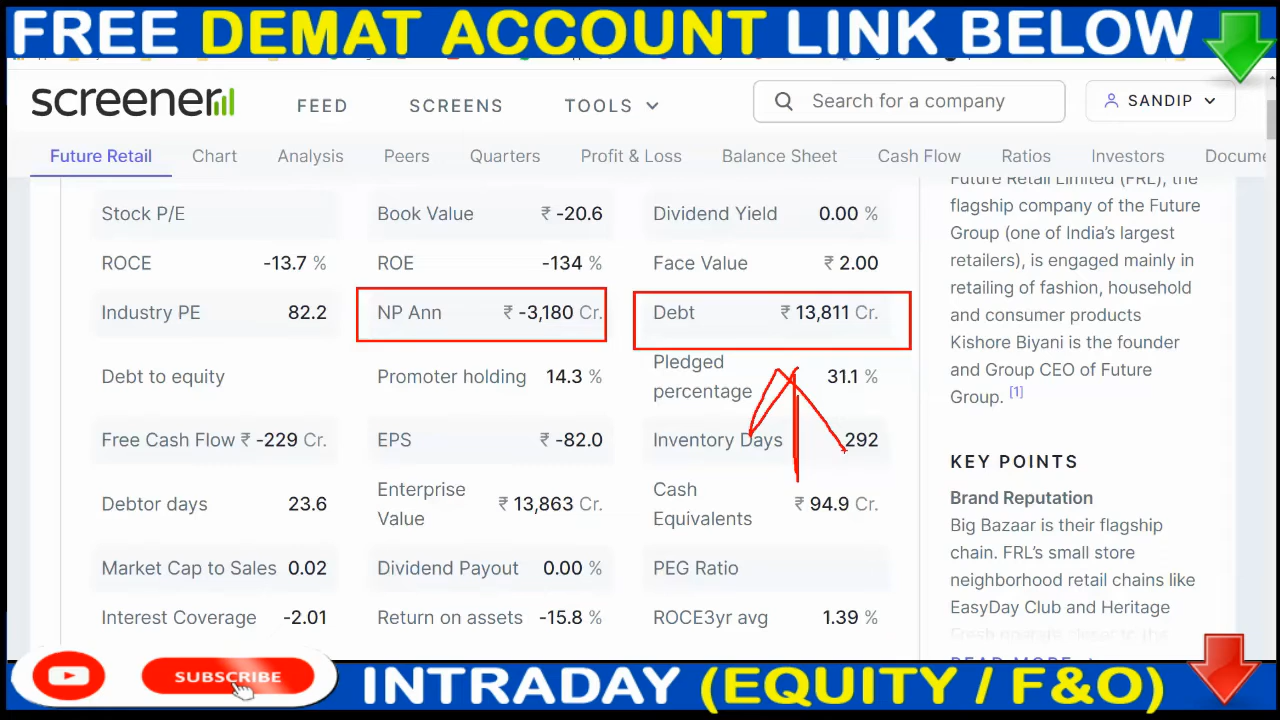 FREE DEMAT ACCOUNT LINK BELOW
screener
FEED SCREENS TOOLS
Search for a company
SANDIP
Future Retail Chart Analysis Peers Quarters Profit & Loss Balance Sheet Cash Flow Ratios Investors Docume
Stock P/E
Book Value ₹ -20.6
Dividend Yield 0.00 %
ROCE -13.7 %
ROE -134 %
Face Value ₹ 2.00
Industry PE 82.2
NP Ann ₹ -3,180 Cr.
Debt ₹ 13,811 Cr.
Debt to equity
Promoter holding 14.3 %
Pledged
percentage 31.1 %
Free Cash Flow ₹ -229 Cr.
EPS ₹ -82.0
Inventory Days 292
Debtor days 23.6
Enterprise
Value ₹ 13,863 Cr.
Cash
Equivalents ₹ 94.9 Cr.
Market Cap to Sales 0.02
Dividend Payout 0.00 %
PEG Ratio
Interest Coverage -2.01
Return on assets -15.8 %
ROCE3yr avg 1.39 %
Future Retail Limited (FRL), the
flagship company of the Future
Group (one of India's largest
retailers), is engaged mainly in
retailing of fashion, household
and consumer products
Kishore Biyani is the founder
and Group CEO of Future
Group. [1]
KEY POINTS
Brand Reputation
Big Bazaar is their flagship
chain. FRL's small store
neighborhood retail chains like
EasyDay Club and Heritage
SUBSCRIBE
INTRADAY (EQUITY / F&O)